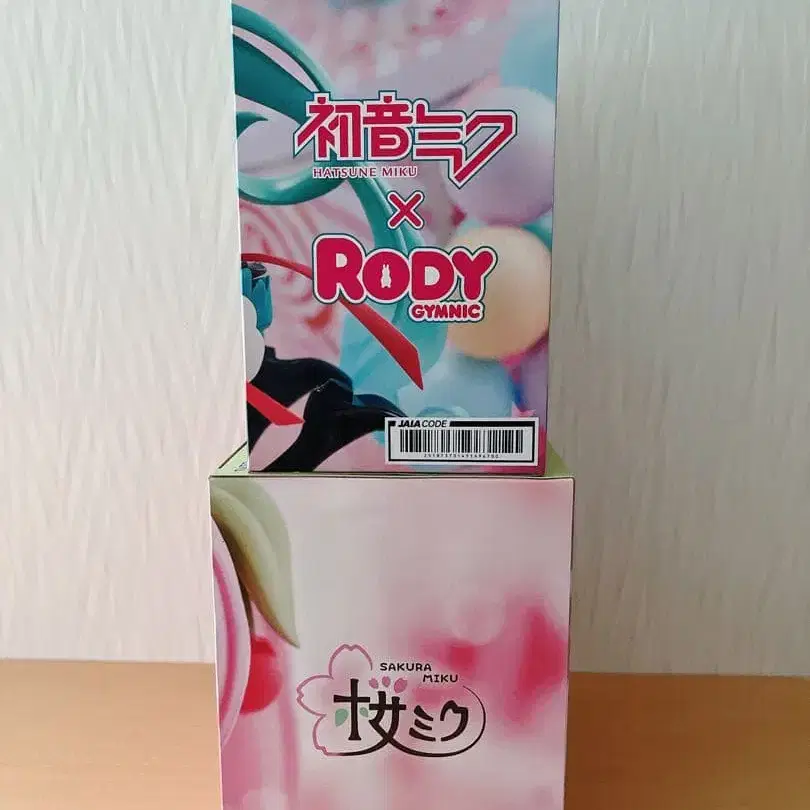 初音ミク
HATSUNE MIKU
×
RODY
GYMNIC
JAIA CODE
SAKURA
MIKU
桜ミク